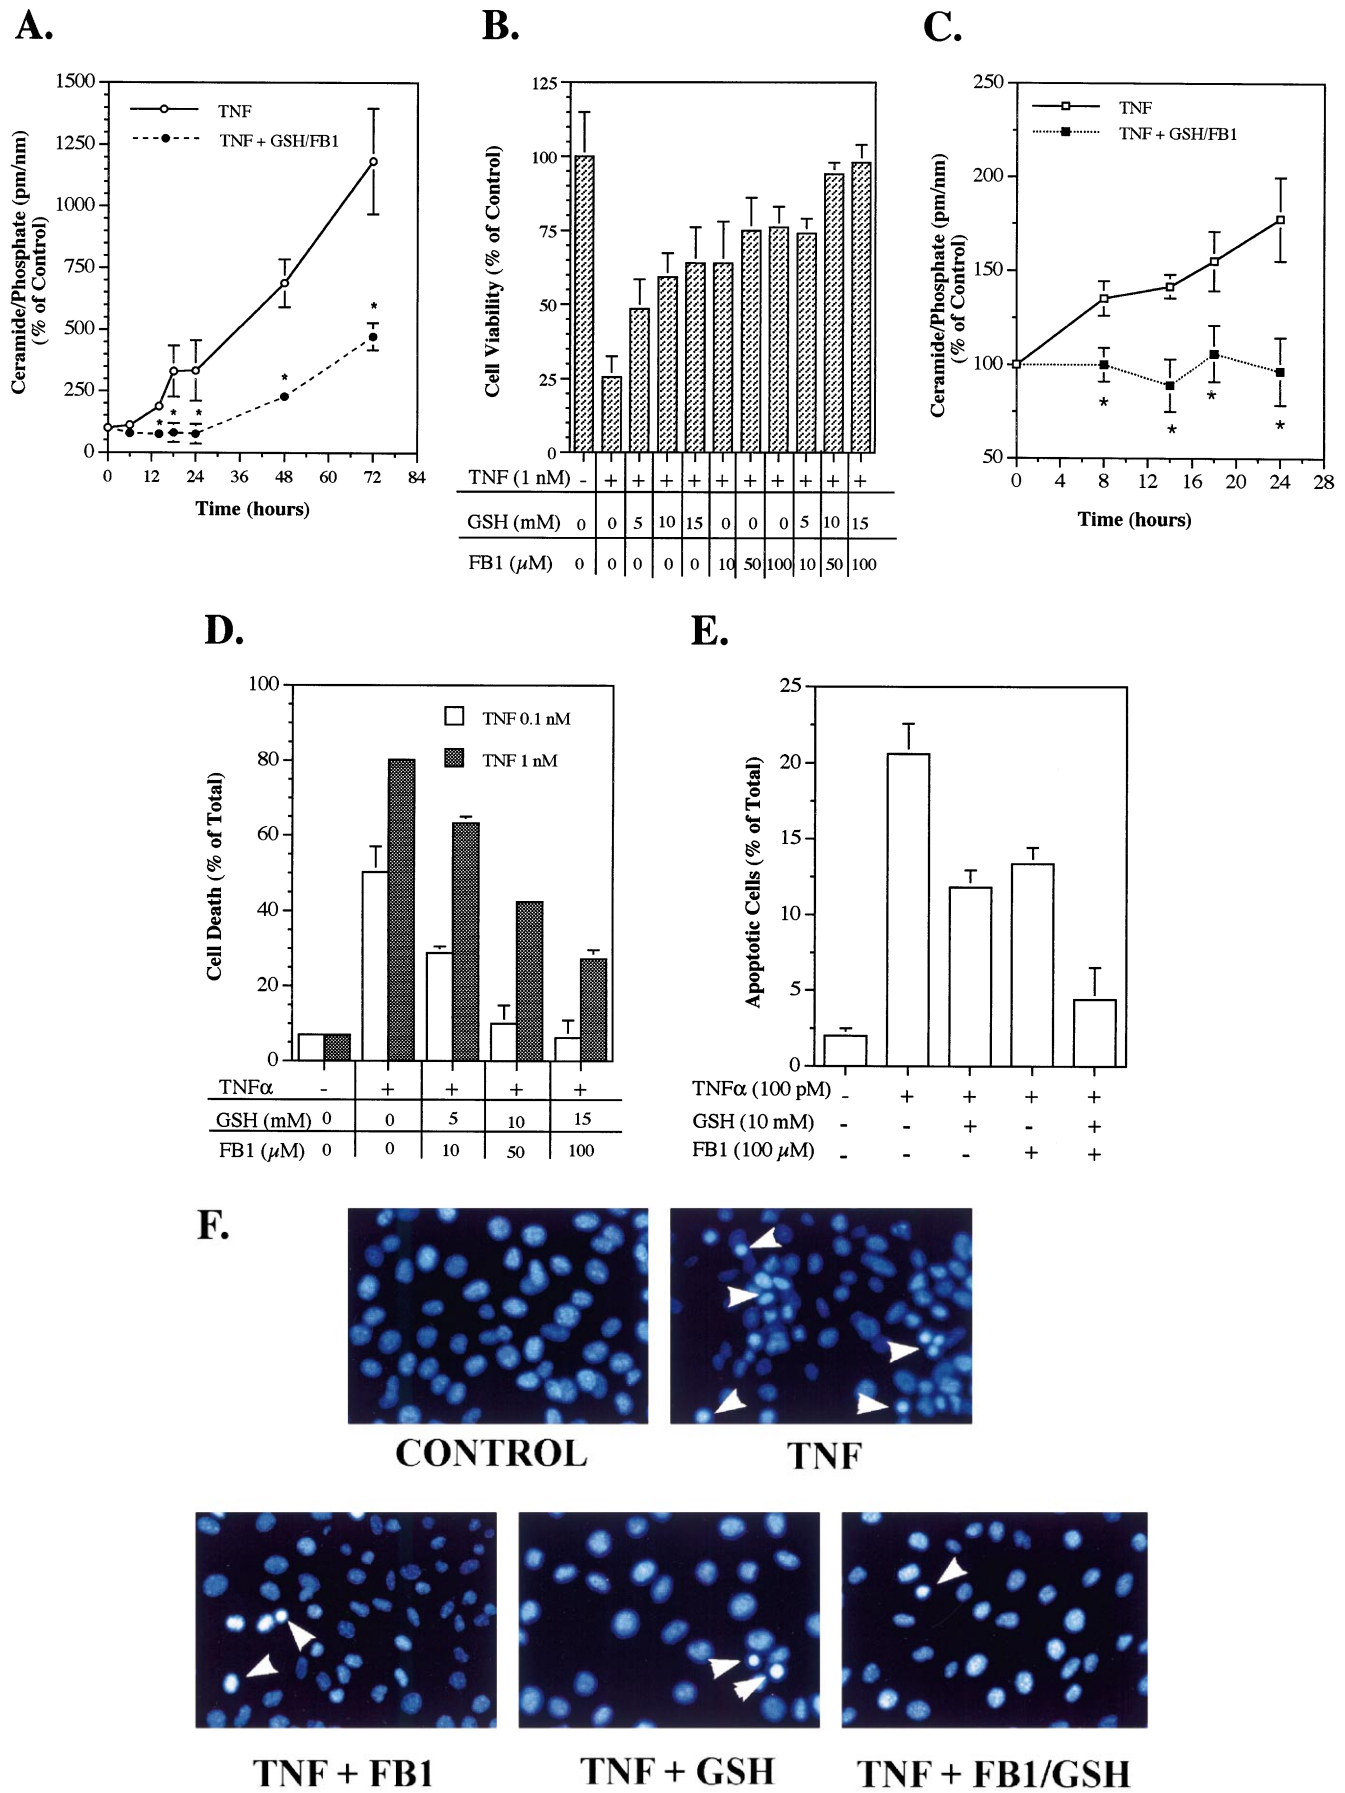 A.
B.
C.
1500
1250
1000
750
500
250
0
Ceramide/Phosphate (pm/nm)
(% of Control)
TNF
TNF + GSH/FB1
*
*
*
*
*
0 12 24 36 48 60 72 84
Time (hours)
125
100
75
50
25
0
Cell Viability (% of Control)
TNF (1 nM) - + + + + + + + + + +
GSH (mM) 0 0 5 10 15 0 0 0 5 10 15
FB1 (μM) 0 0 0 0 0 10 50 100 10 50 100
250
200
150
100
50
Ceramide/Phosphate (pm/nm)
(% of Control)
TNF
TNF + GSH/FB1
*
*
*
*
0 4 8 12 16 20 24 28
Time (hours)
D.
E.
100
80
60
40
20
0
Cell Death (% of Total)
TNF 0.1 nM
TNF 1 nM
TNFα - + + + +
GSH (mM) 0 0 5 10 15
FB1 (μM) 0 0 10 50 100
25
20
15
10
5
0
Apoptotic Cells (% of Total)
TNFα (100 pM) - + + + +
GSH (10 mM) - - + - +
FB1 (100 μM) - - - + +
F.
CONTROL
TNF
TNF + FB1
TNF + GSH
TNF + FB1/GSH